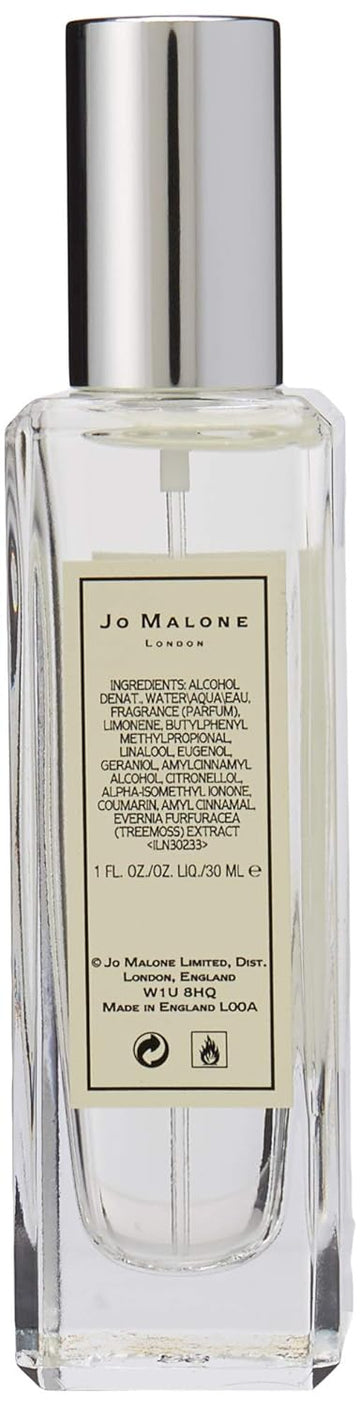 JO MALONE
LONDON
INGREDIENTS: ALCOHOL
DENAT., WATER\AQUA\EAU,
FRAGRANCE (PARFUM),
LIMONENE, BUTYLPHENYL
METHYLPROPIONAL,
LINALOOL, EUGENOL,
GERANIOL, AMYLCINNAMYL
ALCOHOL, CITRONELLOL,
ALPHA-ISOMETHYL IONONE,
COUMARIN, AMYL CINNAMAL,
EVERNIA FURFURACEA
(TREEMOSS) EXTRACT
<ILN30233>
1 FL. OZ./OZ. LIQ./30 ML ℮
© JO MALONE LIMITED, DIST.
LONDON, ENGLAND
W1U 8HQ
MADE IN ENGLAND L00A